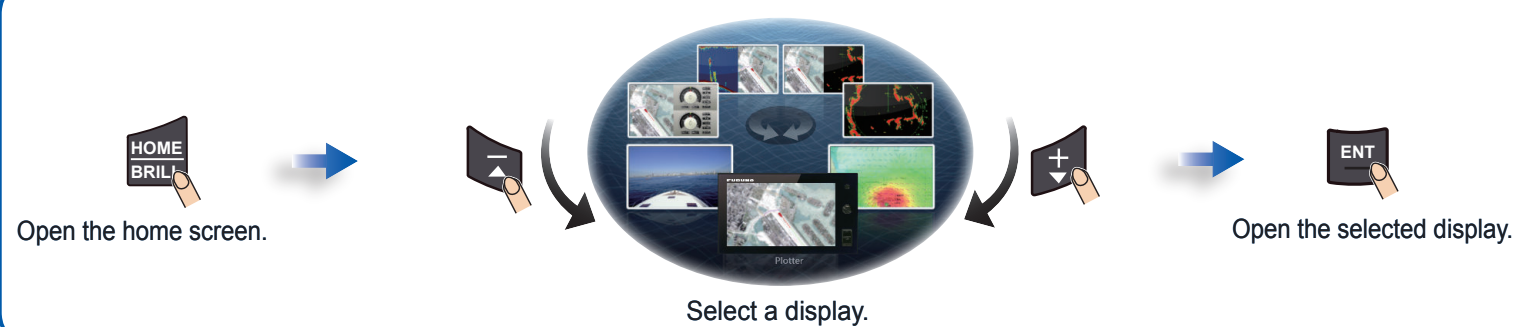 HOME
BRILL
Open the home screen.
–
FURUNO
Plotter
Select a display.
+
ENT
Open the selected display.